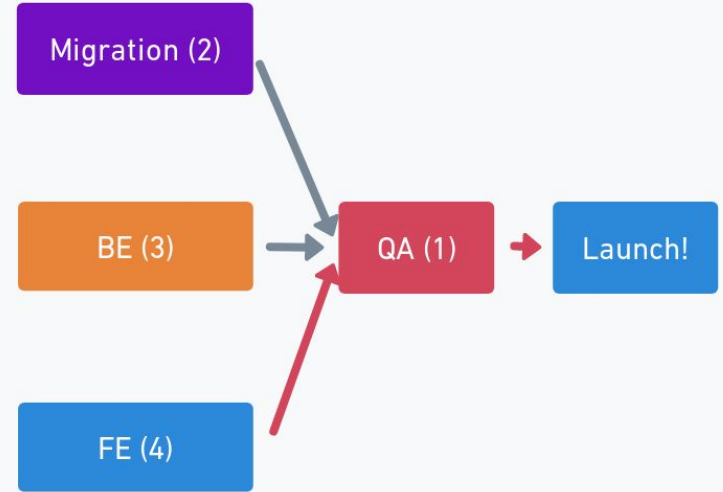 Migration (2)
BE (3)
QA (1)
Launch!
FE (4)